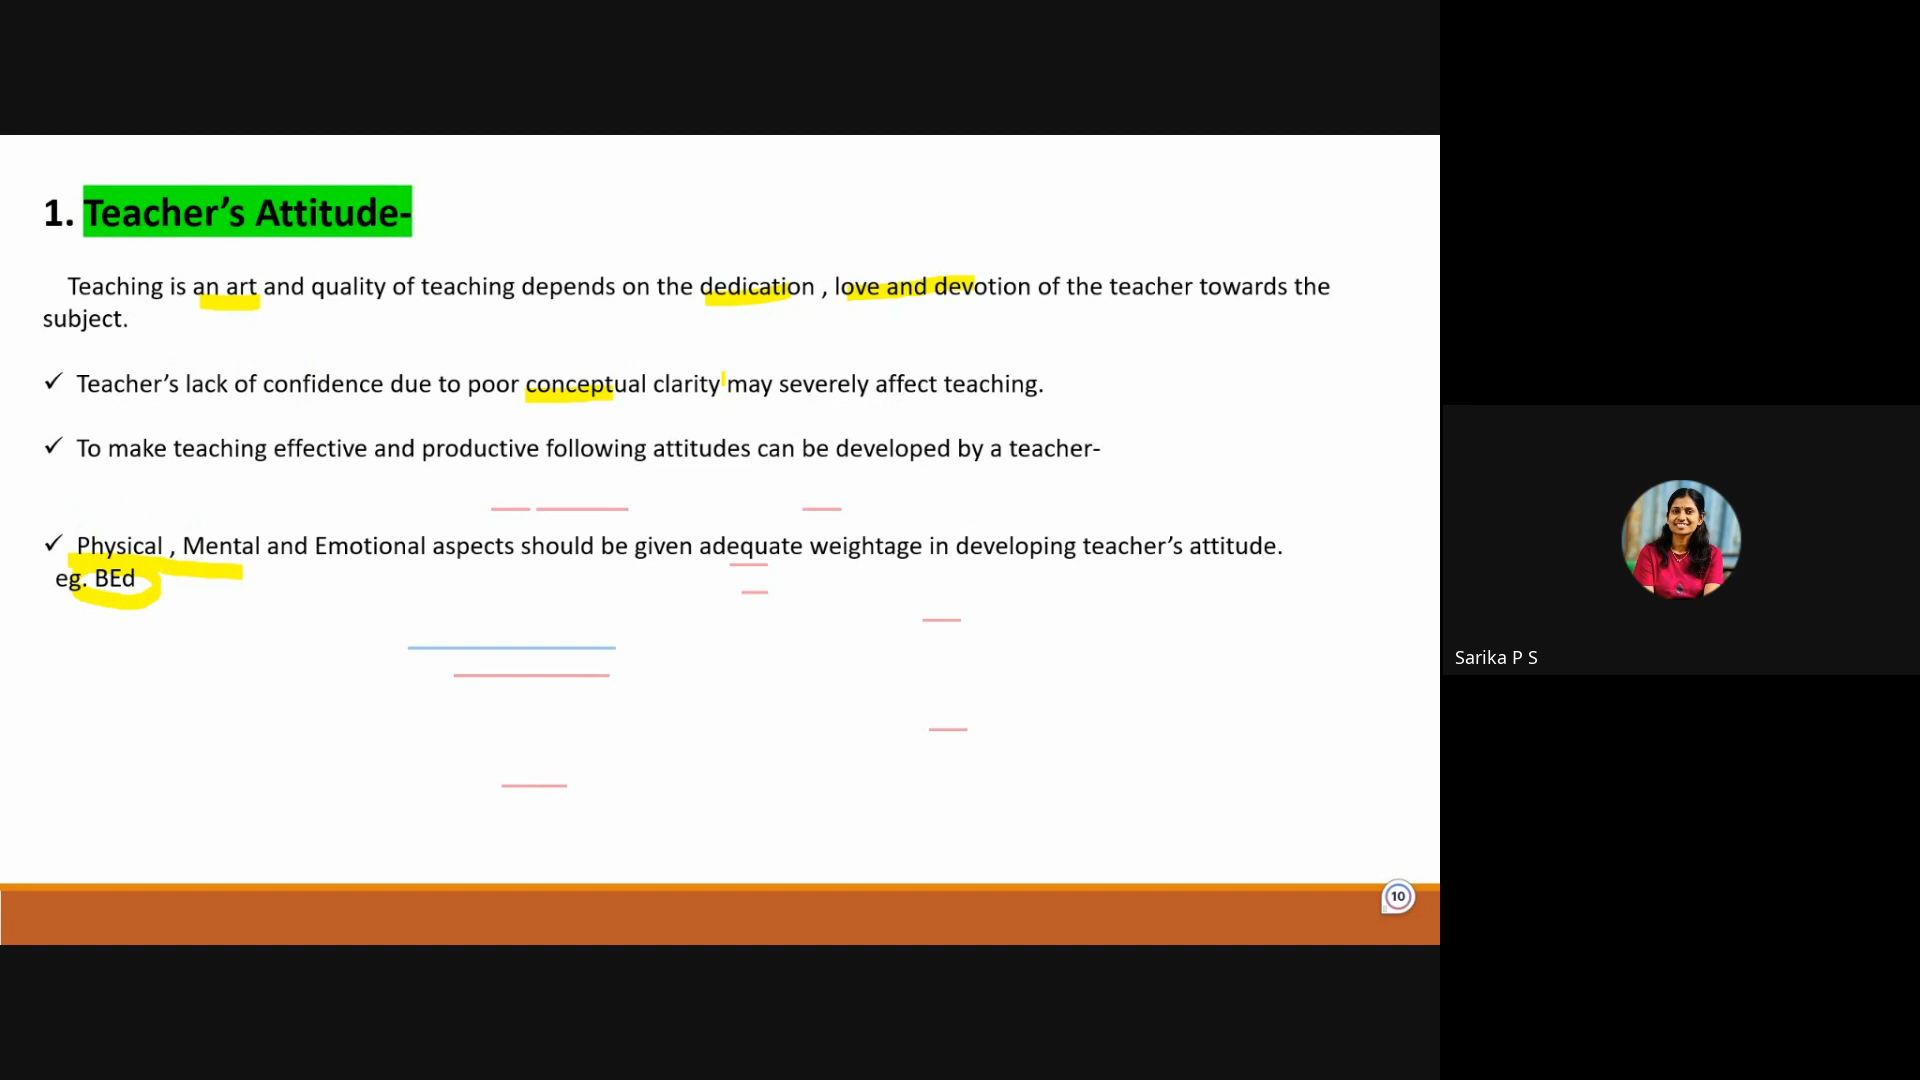 1. Teacher’s Attitude-
Teaching is an art and quality of teaching depends on the dedication , love and devotion of the teacher towards the
subject.
✓ Teacher’s lack of confidence due to poor conceptual clarity may severely affect teaching.
✓ To make teaching effective and productive following attitudes can be developed by a teacher-
✓ Physical , Mental and Emotional aspects should be given adequate weightage in developing teacher’s attitude.
eg. BEd
10
Sarika P S